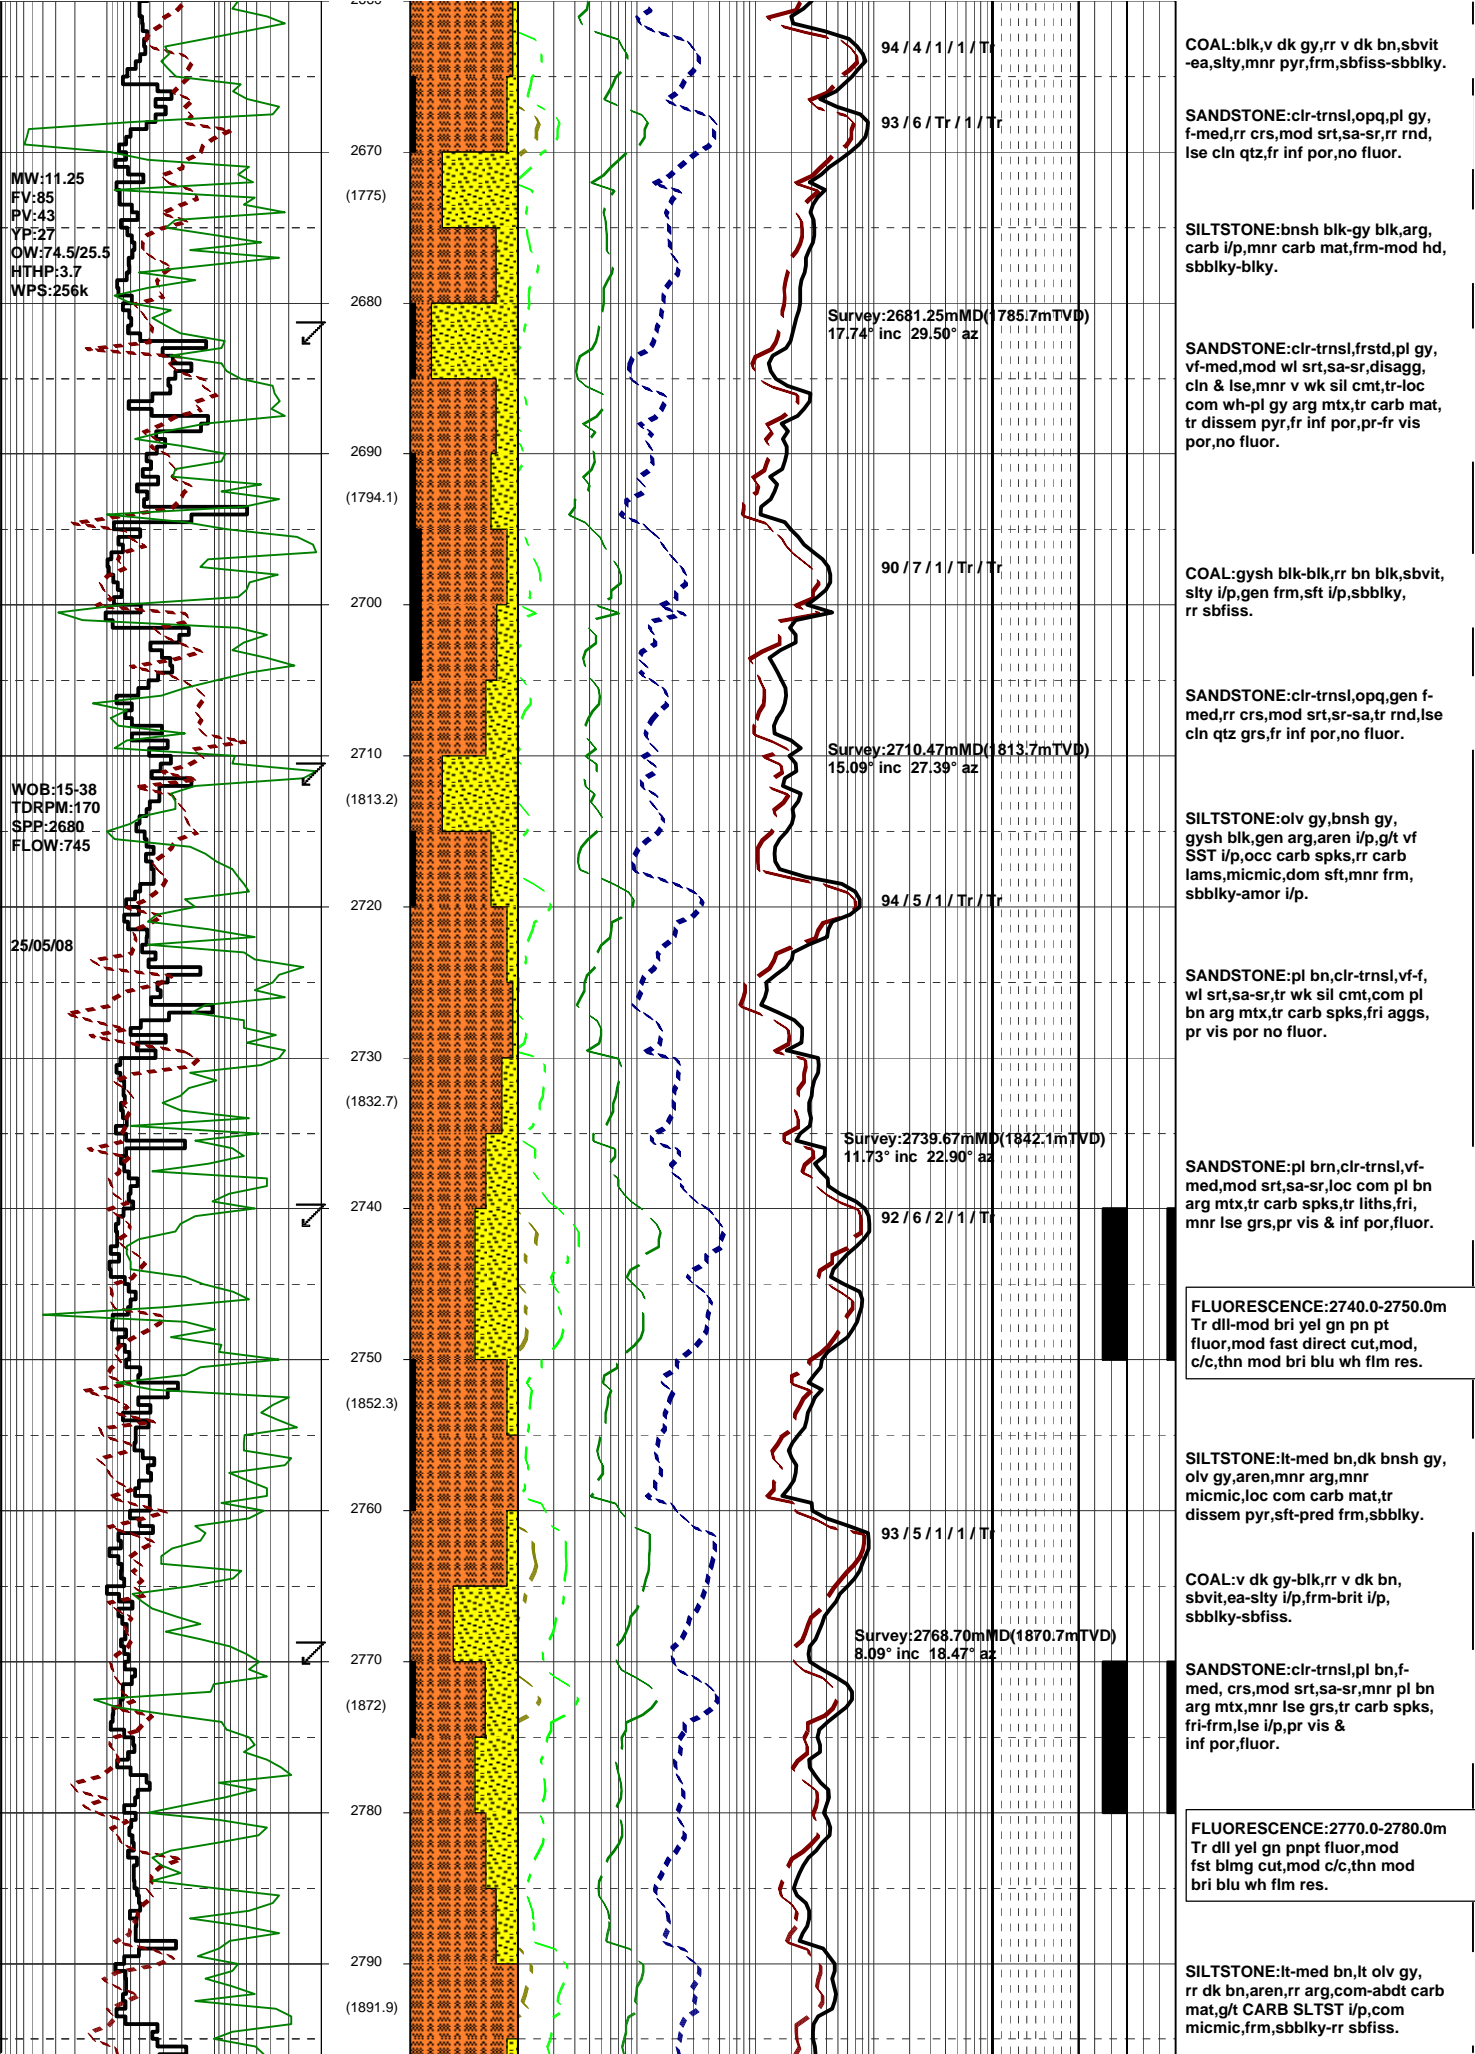 94 / 4 / 1 / 1 / Tr
COAL:blk,v dk gy,rr v dk bn,sbvit
-ea,slty,mnr pyr,frm,sbfiss-sbblky.
93 / 6 / Tr / 1 / Tr
SANDSTONE:clr-trnsl,opq,pl gy,
f-med,rr crs,mod srt,sa-sr,rr rnd,
lse cln qtz,fr inf por,no fluor.
2670
MW:11.25
FV:85
PV:43
YP:27
OW:74.5/25.5
HTHP:3.7
WPS:256k
(1775)
SILTSTONE:bnsh blk-gy blk,arg,
carb i/p,mnr carb mat,frm-mod hd,
sbblky-blky.
2680
Survey:2681.25mMD(1785.7mTVD)
17.74° inc 29.50° az
SANDSTONE:clr-trnsl,frstd,pl gy,
vf-med,mod wl srt,sa-sr,disagg,
cln & lse,mnr v wk sil cmt,tr-loc
com wh-pl gy arg mtx,tr carb mat,
tr dissem pyr,fr inf por,pr-fr vis
por,no fluor.
2690
(1794.1)
90 / 7 / 1 / Tr / Tr
COAL:gysh blk-blk,rr bn blk,sbvit,
slty i/p,gen frm,sft i/p,sbblky,
rr sbfiss.
2700
SANDSTONE:clr-trnsl,opq,gen f-
med,rr crs,mod srt,sr-sa,tr rnd,lse
cln qtz grs,fr inf por,no fluor.
2710
Survey:2710.47mMD(1813.7mTVD)
15.09° inc 27.39° az
WOB:15-38
TDRPM:170
SPP:2680
FLOW:745
(1813.2)
SILTSTONE:olv gy,bnsh gy,
gysh blk,gen arg,aren i/p,g/t vf
SST i/p,occ carb spks,rr carb
lams,micmic,dom sft,mnr frm,
sbblky-amor i/p.
94 / 5 / 1 / Tr / Tr
2720
25/05/08
SANDSTONE:pl bn,clr-trnsl,vf-f,
wl srt,sa-sr,tr wk sil cmt,com pl
bn arg mtx,tr carb spks,fri aggs,
pr vis por no fluor.
2730
(1832.7)
Survey:2739.67mMD(1842.1mTVD)
11.73° inc 22.90° az
SANDSTONE:pl brn,clr-trnsl,vf-
med,mod srt,sa-sr,loc com pl bn
arg mtx,tr carb spks,tr liths,fri,
mnr lse grs,pr vis & inf por,fluor.
2740
92 / 6 / 2 / 1 / Tr
FLUORESCENCE:2740.0-2750.0m
Tr dll-mod bri yel gn pn pt
fluor,mod fast direct cut,mod,
c/c,thn mod bri blu wh flm res.
2750
(1852.3)
SILTSTONE:lt-med bn,dk bnsh gy,
olv gy,aren,mnr arg,mnr
micmic,loc com carb mat,tr
dissem pyr,sft-pred frm,sbblky.
2760
93 / 5 / 1 / 1 / Tr
COAL:v dk gy-blk,rr v dk bn,
sbvit,ea-slty i/p,frm-brit i/p,
sbblky-sbfiss.
Survey:2768.70mMD(1870.7mTVD)
8.09° inc 18.47° az
2770
SANDSTONE:clr-trnsl,pl bn,f-
med, crs,mod srt,sa-sr,mnr pl bn
arg mtx,mnr lse grs,tr carb spks,
fri-frm,lse i/p,pr vis &
inf por,fluor.
(1872)
2780
FLUORESCENCE:2770.0-2780.0m
Tr dll yel gn pnpt fluor,mod
fst blmg cut,mod c/c,thn mod
bri blu wh flm res.
2790
(1891.9)
SILTSTONE:lt-med bn,lt olv gy,
rr dk bn,aren,rr arg,com-abdt carb
mat,g/t CARB SLTST i/p,com
micmic,frm,sbblky-rr sbfiss.